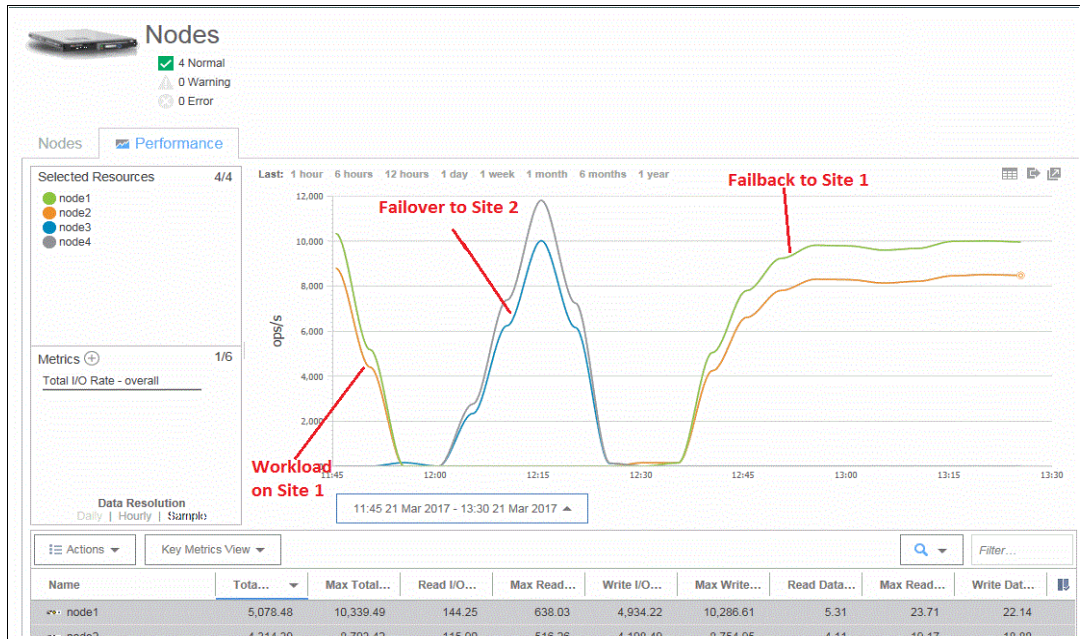 Nodes
4 Normal
0 Warning
0 Error
Nodes
Performance
Selected Resources 4/4
node1
node2
node3
node4
Metrics 1/6
Total I/O Rate - overall
Data Resolution
Daily | Hourly | Sample
Last: 1 hour 6 hours 12 hours 1 day 1 week 1 month 6 months 1 year
Failback to Site 1
Failover to Site 2
Workload
on Site 1
ops/s
12,000
10,000
8,000
6,000
4,000
2,000
0
11:45 12:00 12:15 12:30 12:45 13:00 13:15 13:30
11:45 21 Mar 2017 - 13:30 21 Mar 2017
Actions
Key Metrics View
Filter...
Name Tota... Max Total... Read I/O... Max Read... Write I/O... Max Write... Read Data... Max Read... Write Dat...
node1 5,078.48 10,339.49 144.25 638.03 4,934.22 10,286.61 5.31 23.71 22.14